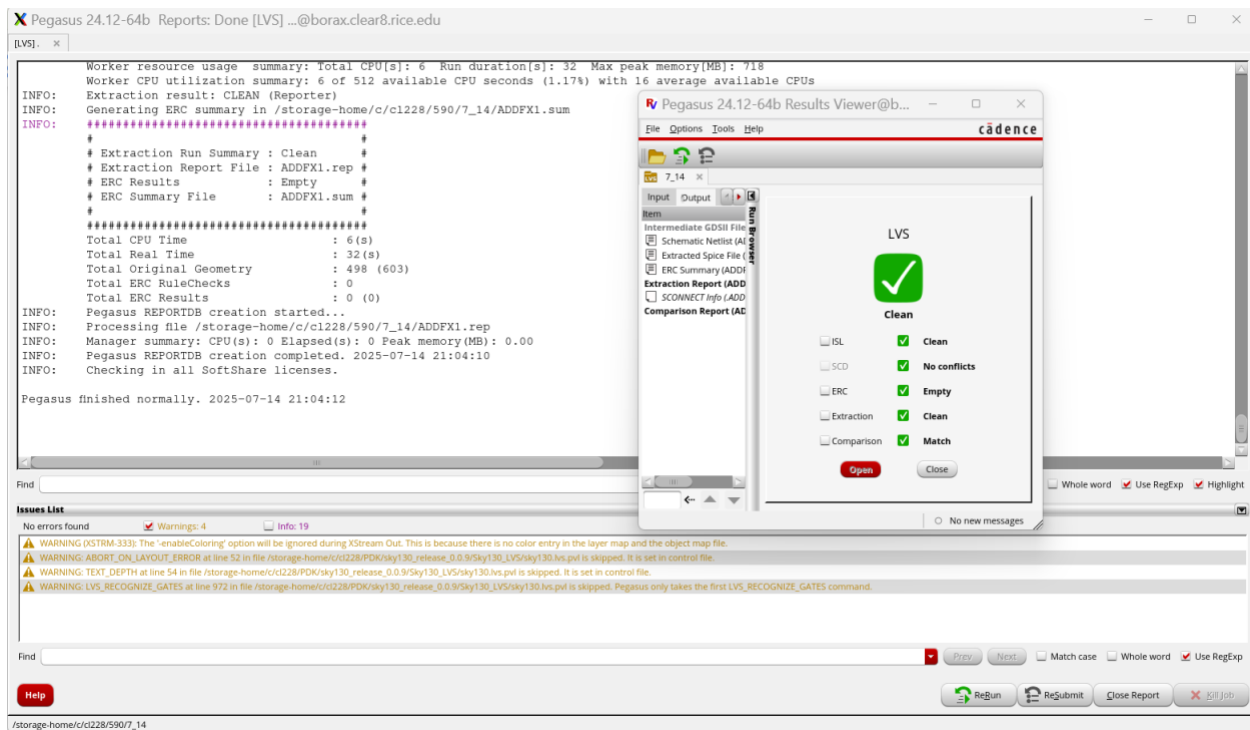 Pegasus 24.12-64b Reports: Done [LVS] ...@borax.clear8.rice.edu
[LVS] .
Worker resource usage summary: Total CPU[s]: 6 Run duration[s]: 32 Max peak memory[MB]: 718
Worker CPU utilization summary: 6 of 512 available CPU seconds (1.17%) with 16 average available CPUs
INFO: Extraction result: CLEAN (Reporter)
INFO: Generating ERC summary in /storage-home/c/cl228/590/7_14/ADDFX1.sum
INFO: #######################################
# #
# Extraction Run Summary : Clean #
# Extraction Report File : ADDFX1.rep #
# ERC Results : Empty #
# ERC Summary File : ADDFX1.sum #
# #
#######################################
Total CPU Time : 6(s)
Total Real Time : 32(s)
Total Original Geometry : 498 (603)
Total ERC RuleChecks : 0
Total ERC Results : 0 (0)
INFO: Pegasus REPORTDB creation started...
INFO: Processing file /storage-home/c/cl228/590/7_14/ADDFX1.rep
INFO: Manager summary: CPU(s): 0 Elapsed(s): 0 Peak memory(MB): 0.00
INFO: Pegasus REPORTDB creation completed. 2025-07-14 21:04:10
INFO: Checking in all SoftShare licenses.
Pegasus finished normally. 2025-07-14 21:04:12
Pegasus 24.12-64b Results Viewer@b...
File Options Tools Help
cādence
7_14
Input Output
Item
Intermediate GDSII File
Schematic Netlist (AD
Extracted Spice File (
ERC Summary (ADDF
Extraction Report (ADD
SCONNECT Info (.ADD
Comparison Report (AD
Run Browser
LVS
Clean
ISL Clean
SCD No conflicts
ERC Empty
Extraction Clean
Comparison Match
Open Close
No new messages
Find
Whole word Use RegExp Highlight
Issues List
No errors found Warnings: 4 Info: 19
WARNING (XSTRM-333): The '-enableColoring' option will be ignored during XStream Out. This is because there is no color entry in the layer map and the object map file.
WARNING: ABORT_ON_LAYOUT_ERROR at line 52 in file /storage-home/c/cl228/PDK/sky130_release_0.0.9/Sky130_LVS/sky130.lvs.pvl is skipped. It is set in control file.
WARNING: TEXT_DEPTH at line 54 in file /storage-home/c/cl228/PDK/sky130_release_0.0.9/Sky130_LVS/sky130.lvs.pvl is skipped. It is set in control file.
WARNING: LVS_RECOGNIZE_GATES at line 972 in file /storage-home/c/cl228/PDK/sky130_release_0.0.9/Sky130_LVS/sky130.lvs.pvl is skipped. Pegasus only takes the first LVS_RECOGNIZE_GATES command.
Find
Prev Next Match case Whole word Use RegExp
Help
ReRun ReSubmit Close Report Kill Job
/storage-home/c/cl228/590/7_14